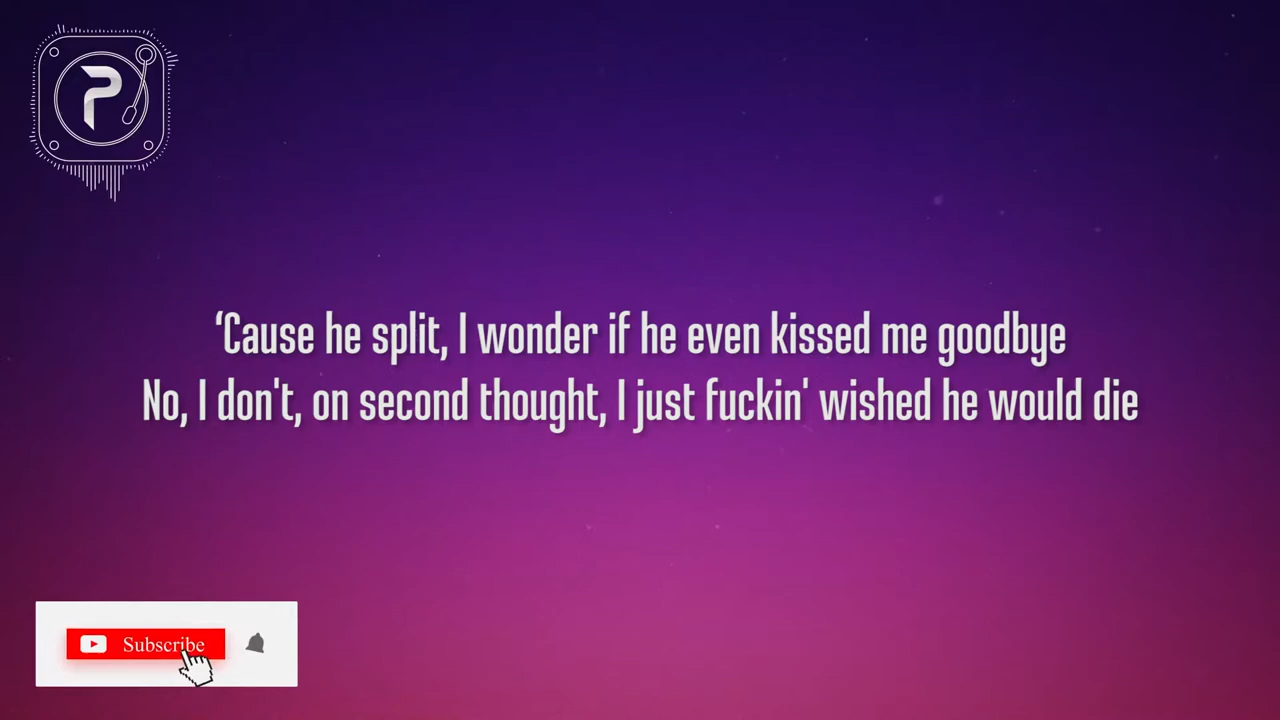 P
‘Cause he split, I wonder if he even kissed me goodbye
No, I don't, on second thought, I just fuckin' wished he would die
Subscribe